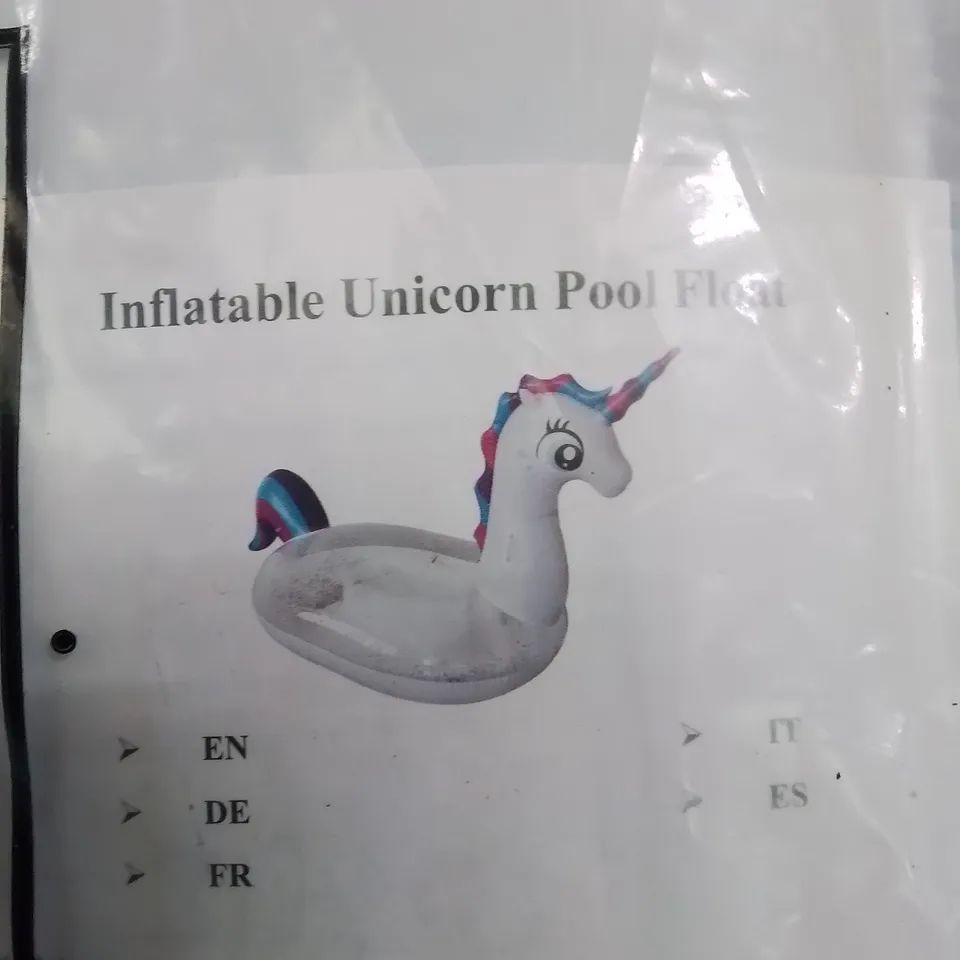 Inflatable Unicorn Pool Float
EN
DE
FR
IT
ES